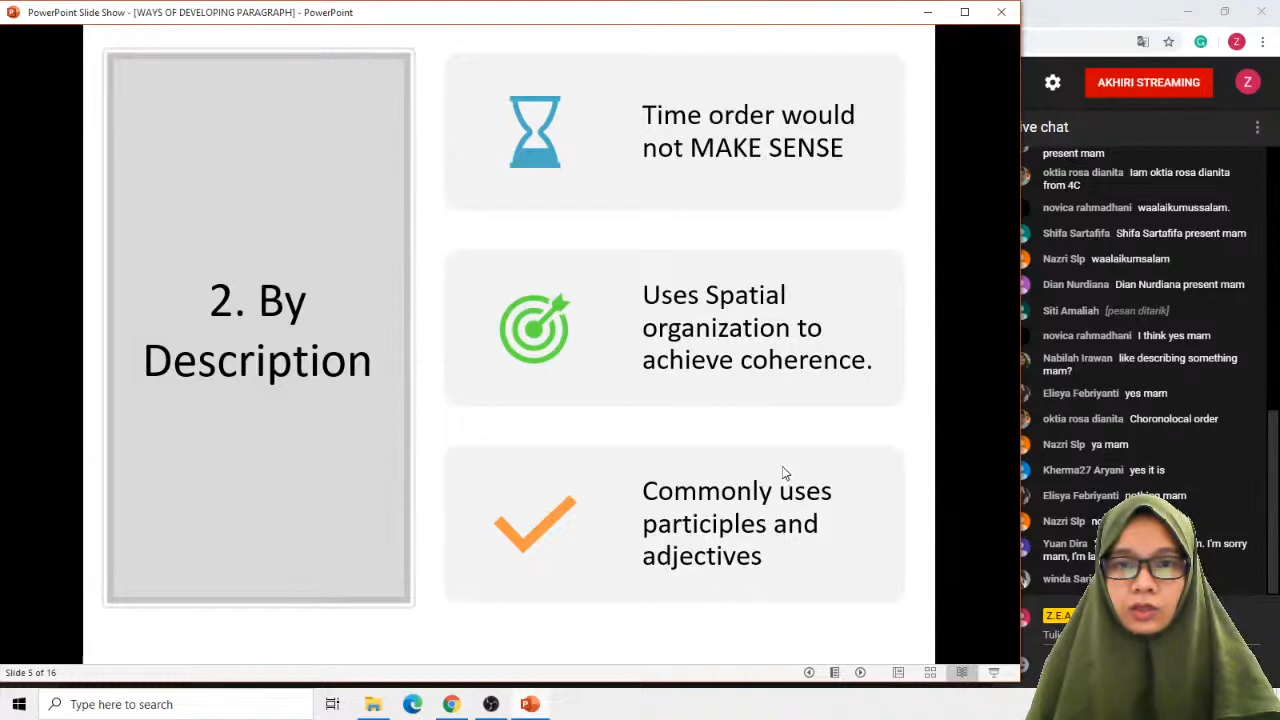 PowerPoint Slide Show - [WAYS OF DEVELOPING PARAGRAPH] - PowerPoint
2. By
Description
Time order would
not MAKE SENSE
Uses Spatial
organization to
achieve coherence.
Commonly uses
participles and
adjectives
Slide 5 of 16
Type here to search
Z
AKHIRI STREAMING
Z
ve chat
present mam
oktia rosa dianita Iam oktia rosa dianita
from 4C
novica rahmadhani waalaikumussalam.
Shifa Sartafifa Shifa Sartafifa present mam
Nazri Slp waalaikumsalam
Dian Nurdiana Dian Nurdiana present mam
Siti Amaliah [pesan ditarik]
novica rahmadhani I think yes mam
Nabilah Irawan like describing something
mam?
Elisya Febriyanti yes mam
oktia rosa dianita Choronolocal order
Nazri Slp ya mam
Kherma27 Aryani yes it is
Elisya Febriyanti nothing mam
Nazri Slp
Yuan Dira I'm sorry
mam, I'm
winda
Z.E.A